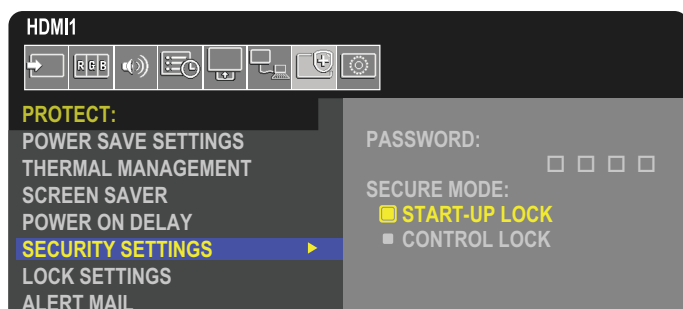 HDMI1
R G B
PROTECT:
POWER SAVE SETTINGS
THERMAL MANAGEMENT
SCREEN SAVER
POWER ON DELAY
SECURITY SETTINGS
LOCK SETTINGS
ALERT MAIL
PASSWORD:
SECURE MODE:
START-UP LOCK
CONTROL LOCK